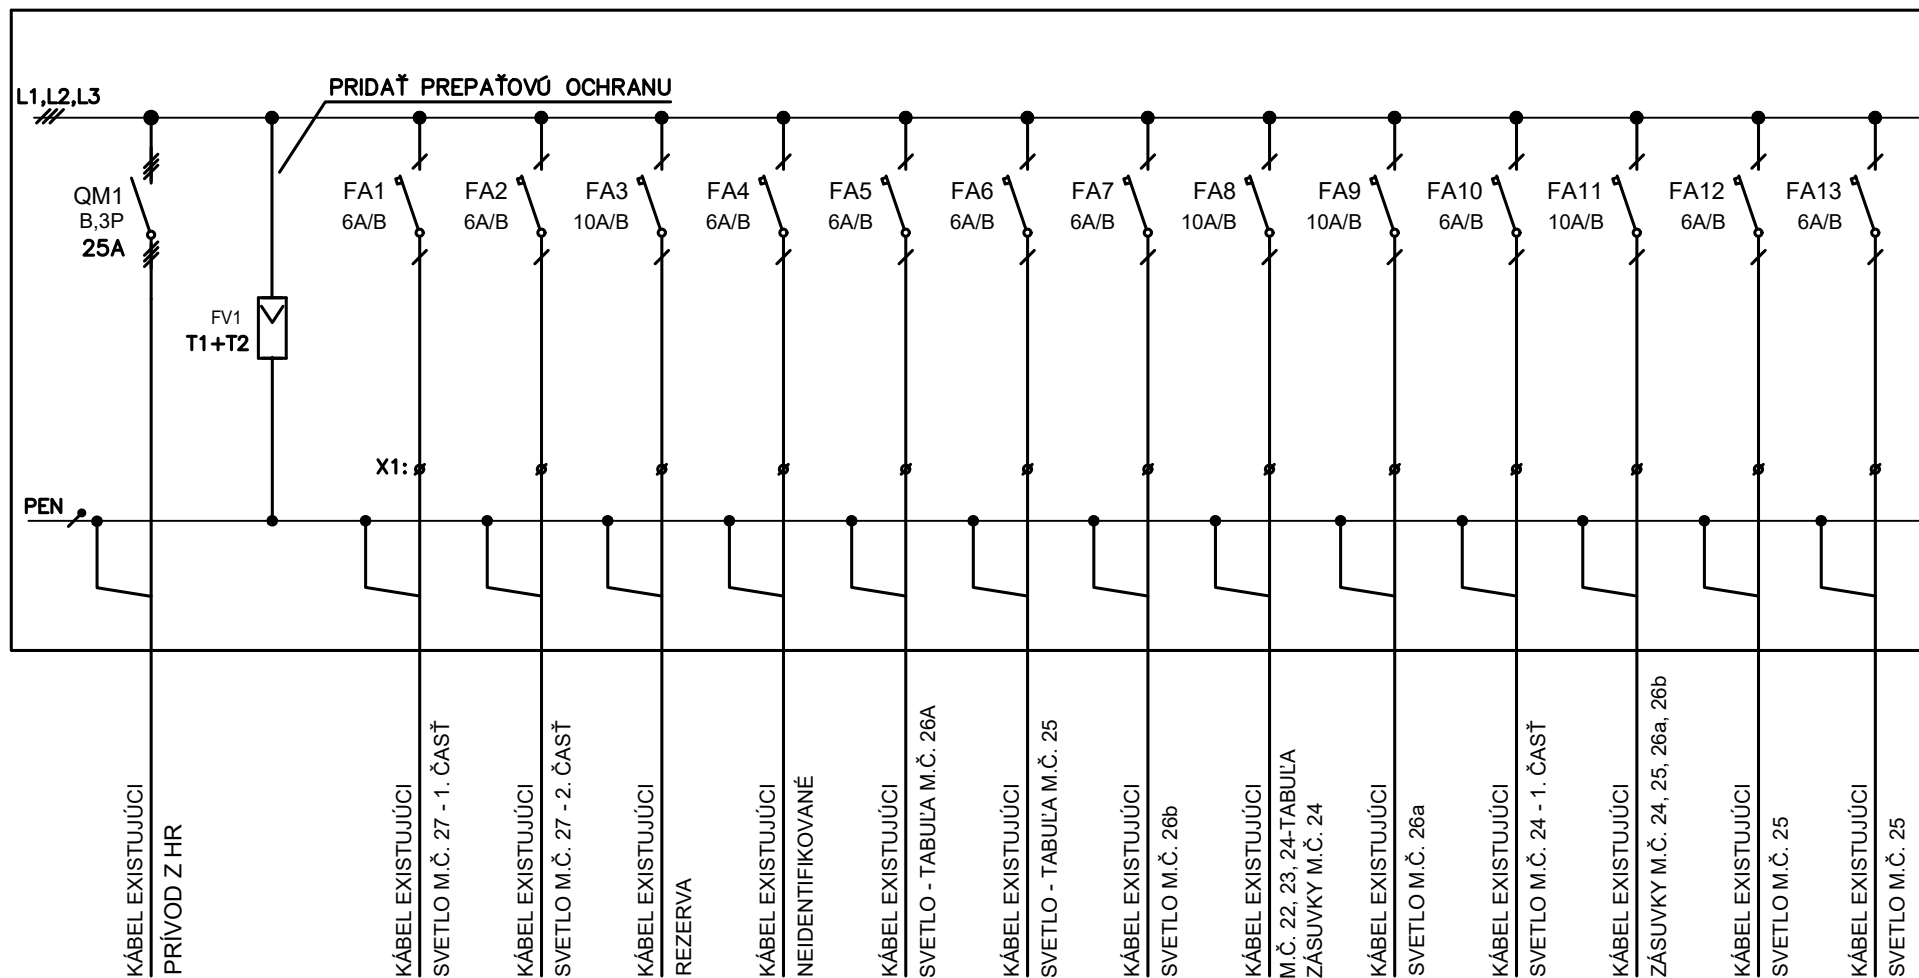 PRIDAŤ PREPAŤOVÚ OCHRANU
L1,L2,L3
QM1
B,3P
25A
FV1
T1+T2
FA1
6A/B
FA2
6A/B
FA3
10A/B
FA4
6A/B
FA5
6A/B
FA6
6A/B
FA7
6A/B
FA8
10A/B
FA9
10A/B
FA10
6A/B
FA11
10A/B
FA12
6A/B
FA13
6A/B
X1:
PEN
KÁBEL EXISTUJÚCI
PRÍVOD Z HR
KÁBEL EXISTUJÚCI
SVETLO M.Č. 27 - 1. ČASŤ
KÁBEL EXISTUJÚCI
SVETLO M.Č. 27 - 2. ČASŤ
KÁBEL EXISTUJÚCI
REZERVA
KÁBEL EXISTUJÚCI
NEIDENTIFIKOVANÉ
KÁBEL EXISTUJÚCI
SVETLO - TABUĽA M.Č. 26A
KÁBEL EXISTUJÚCI
SVETLO - TABUĽA M.Č. 25
KÁBEL EXISTUJÚCI
SVETLO M.Č. 26b
KÁBEL EXISTUJÚCI
M.Č. 22, 23, 24-TABUĽA
ZÁSUVKY M.Č. 24
KÁBEL EXISTUJÚCI
SVETLO M.Č. 26a
KÁBEL EXISTUJÚCI
SVETLO M.Č. 24 - 1. ČASŤ
KÁBEL EXISTUJÚCI
ZÁSUVKY M.Č. 24, 25, 26a, 26b
KÁBEL EXISTUJÚCI
SVETLO M.Č. 25
KÁBEL EXISTUJÚCI
SVETLO M.Č. 25